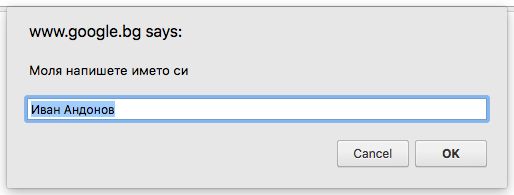 www.google.bg says:
Моля напишете името си
Иван Андонов
Cancel
OK